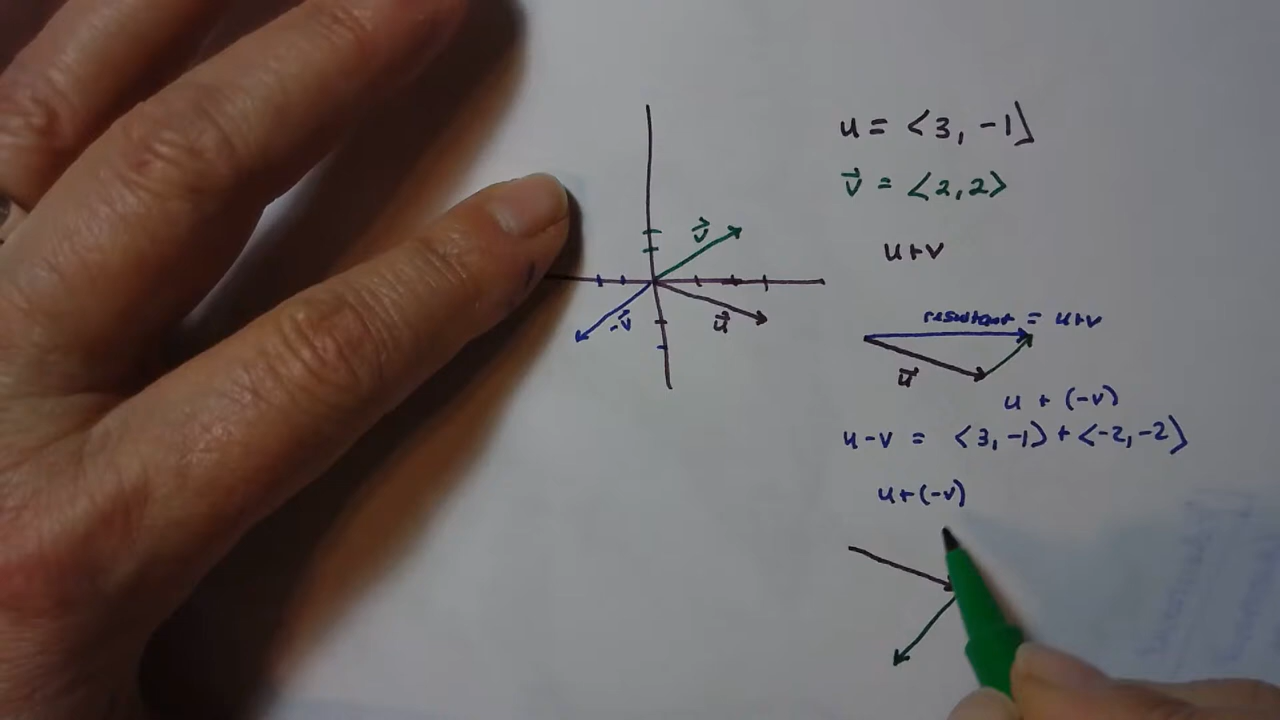 u = <3, -1>
v⃗ = <2,2>
v⃗
u+v
-v⃗
u⃗
resultant = u+v
u⃗
u + (-v)
u-v = <3, -1> + <-2, -2>
u+(-v)